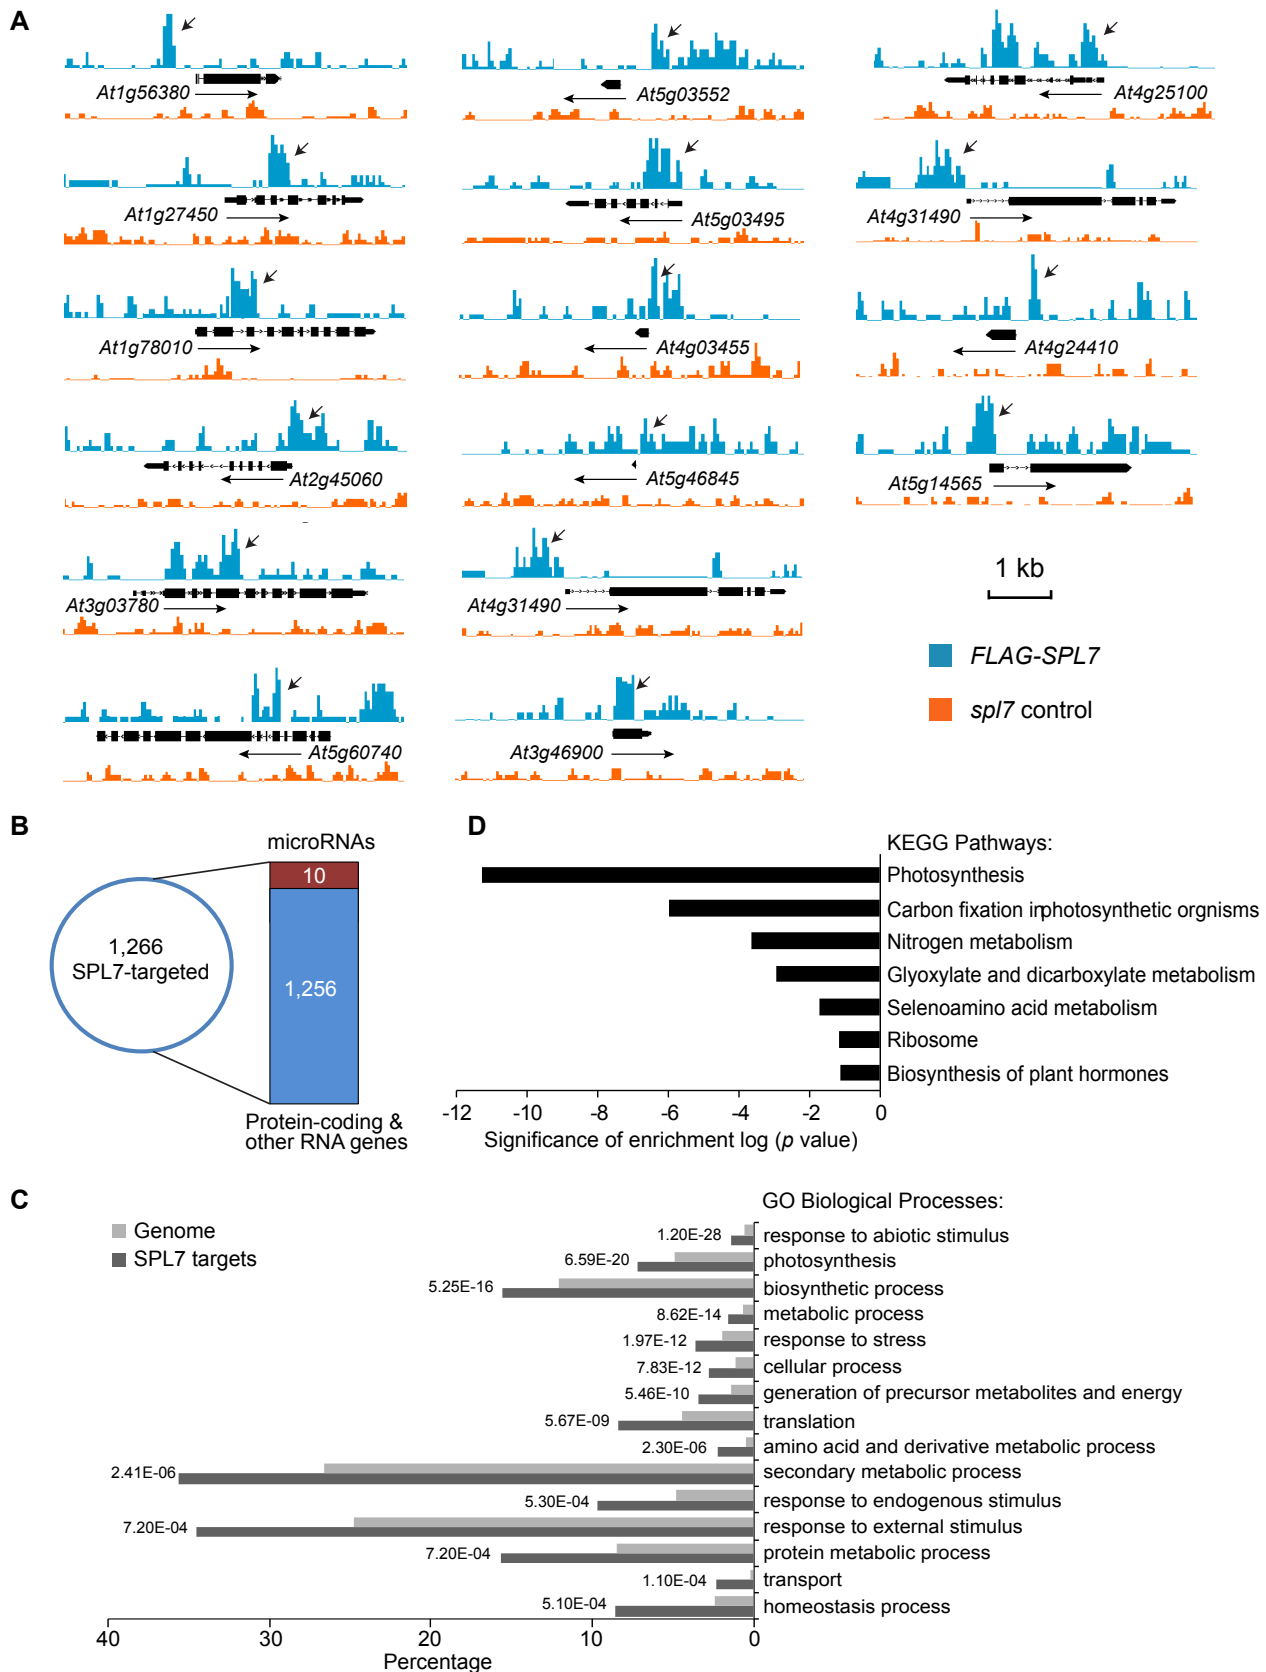 A
At1g56380
At5g03552
At4g25100
At1g27450
At5g03495
At4g31490
At1g78010
At4g03455
At4g24410
At2g45060
At5g46845
At5g14565
At3g03780
At4g31490
1 kb
FLAG-SPL7
spl7 control
At5g60740
At3g46900
B
microRNAs
10
1,266
SPL7-targeted
1,256
Protein-coding &
other RNA genes
D
KEGG Pathways:
Photosynthesis
Carbon fixation inphotosynthetic orgnisms
Nitrogen metabolism
Glyoxylate and dicarboxylate metabolism
Selenoamino acid metabolism
Ribosome
Biosynthesis of plant hormones
-12 -10 -8 -6 -4 -2 0
Significance of enrichment log (p value)
C
GO Biological Processes:
Genome
SPL7 targets
1.20E-28 response to abiotic stimulus
6.59E-20 photosynthesis
5.25E-16 biosynthetic process
8.62E-14 metabolic process
1.97E-12 response to stress
7.83E-12 cellular process
5.46E-10 generation of precursor metabolites and energy
5.67E-09 translation
2.30E-06 amino acid and derivative metabolic process
2.41E-06 secondary metabolic process
5.30E-04 response to endogenous stimulus
7.20E-04 response to external stimulus
7.20E-04 protein metabolic process
1.10E-04 transport
5.10E-04 homeostasis process
40 30 20 10 0
Percentage